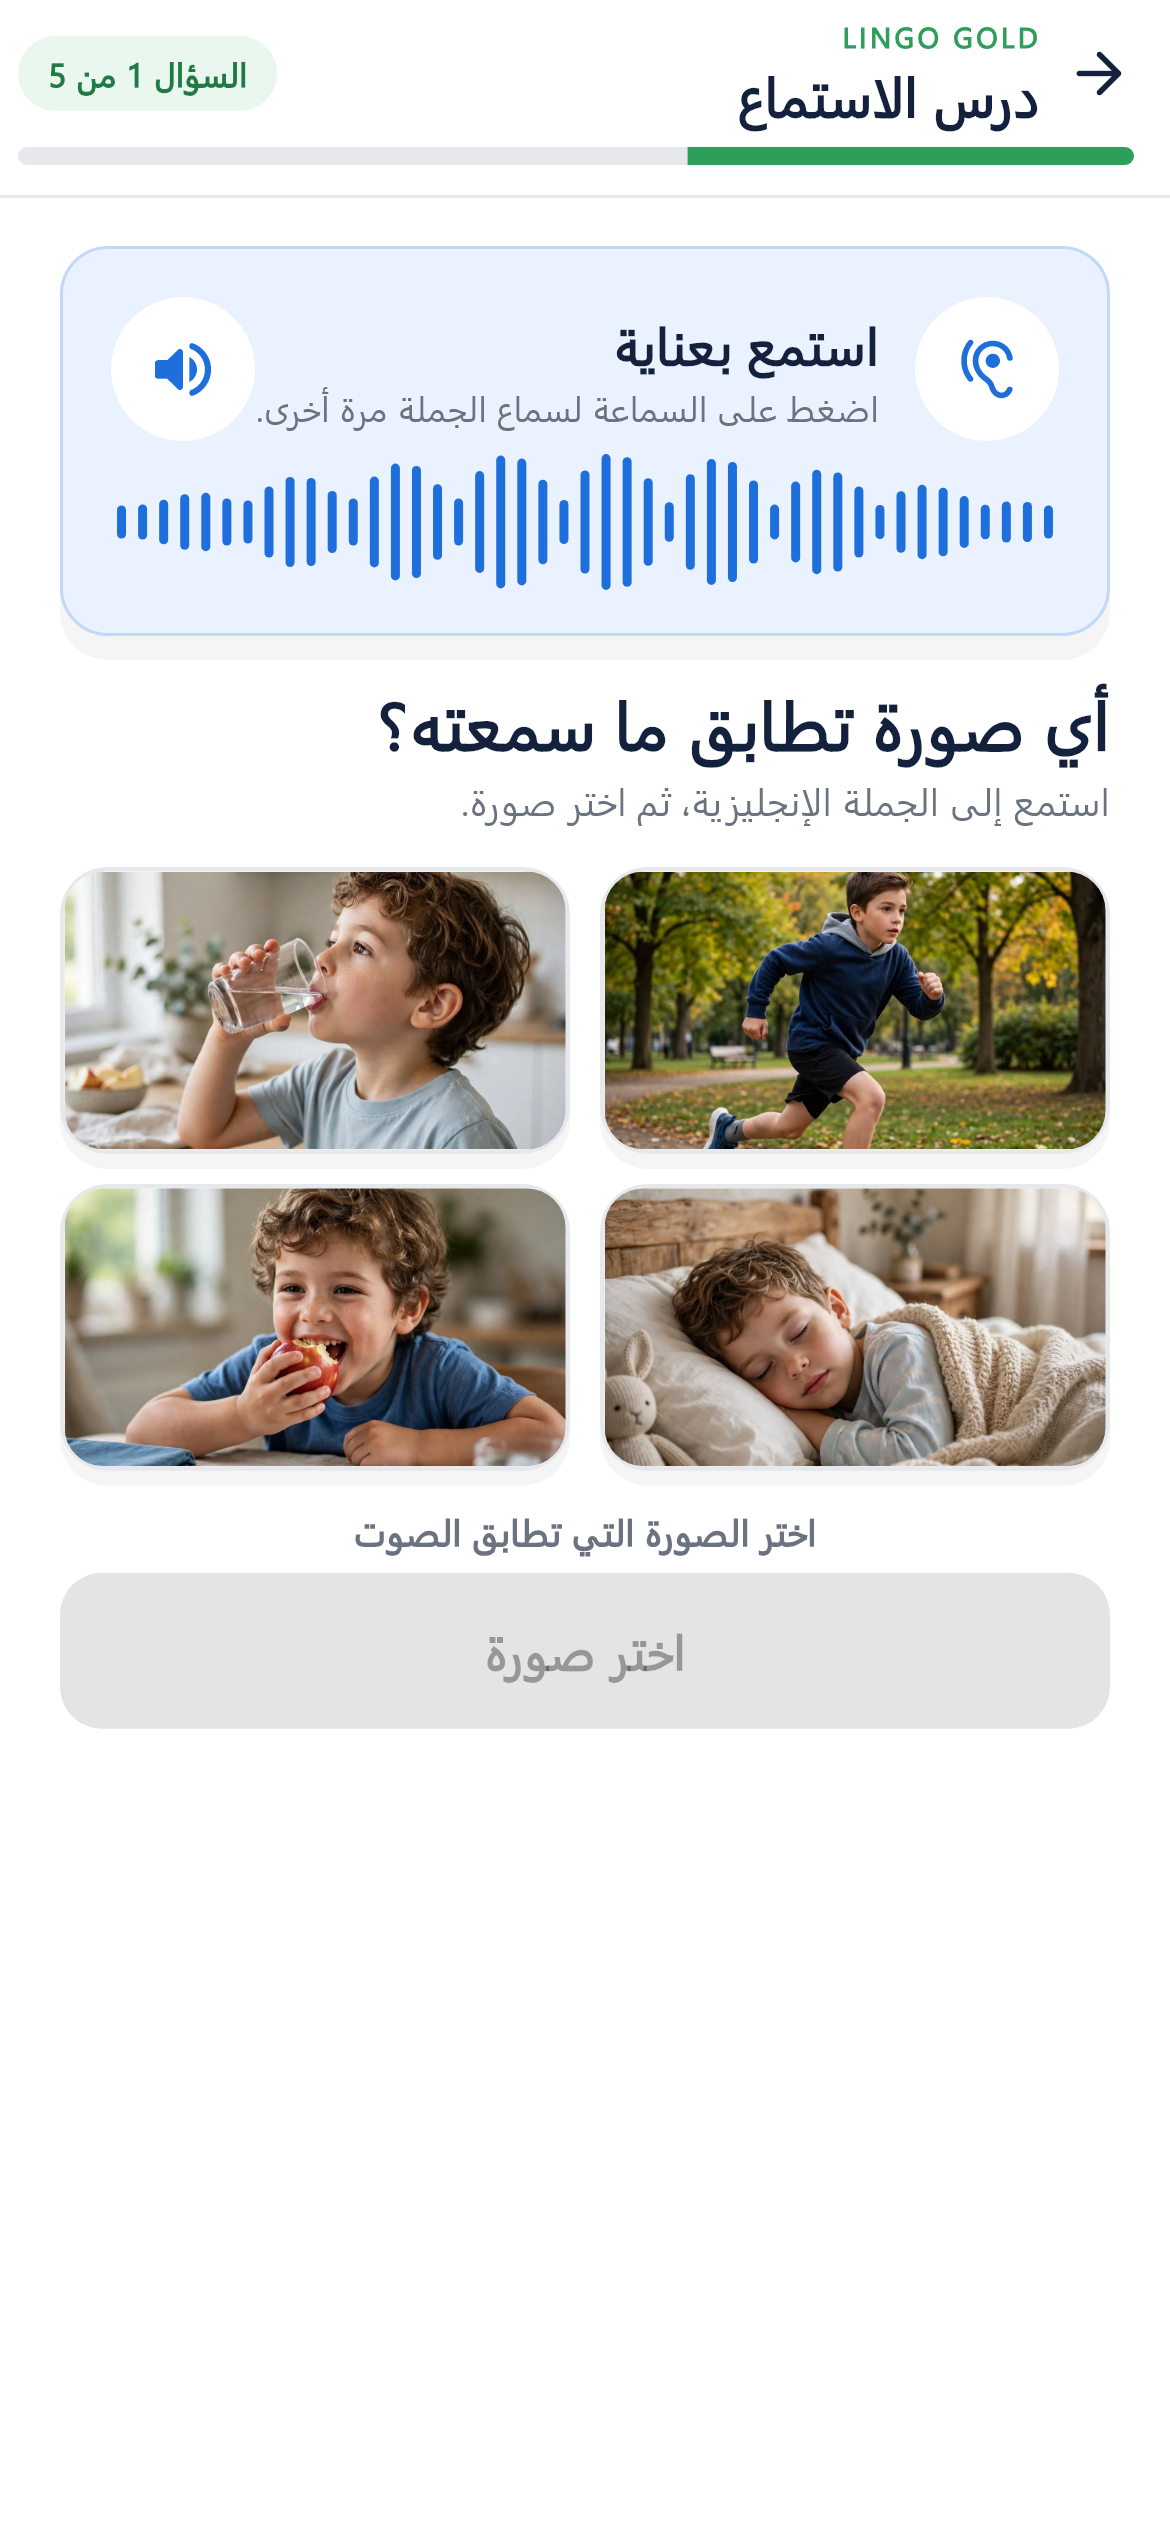 LINGO GOLD
درس الاستماع
السؤال 1 من 5
استمع بعناية
اضغط على السماعة لسماع الجملة مرة أخرى.
أي صورة تطابق ما سمعته؟
استمع إلى الجملة الإنجليزية، ثم اختر صورة.
اختر الصورة التي تطابق الصوت
اختر صورة